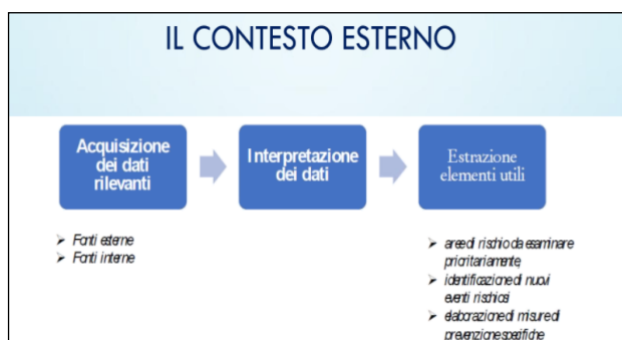 IL CONTESTO ESTERNO
Acquisizione
dei dati
rilevanti
Interpretazione
dei dati
Estrazione
elementi utili
Fonti esterne
Fonti interne
aree di rischio da esaminare
prioritariamente,
identificazione di nuovi
eventi rischiosi
elaborazione di misure di
prevenzione specifiche